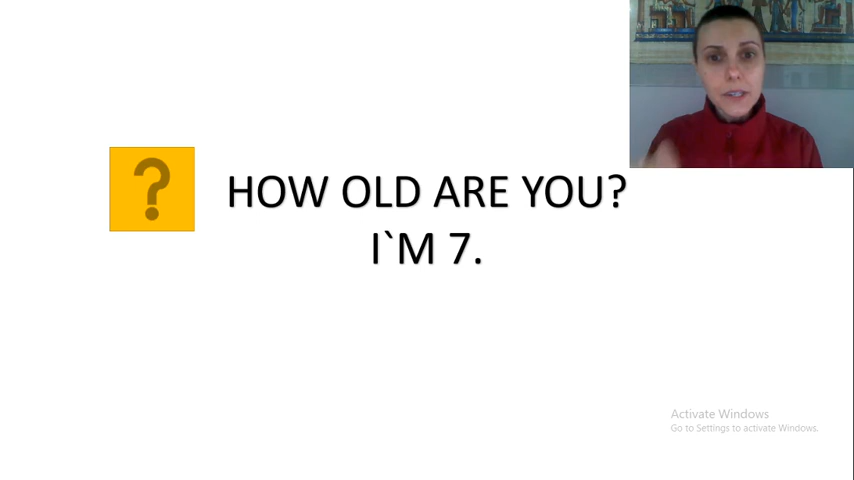 ?
HOW OLD ARE YOU?
I`M 7.
Activate Windows
Go to Settings to activate Windows.